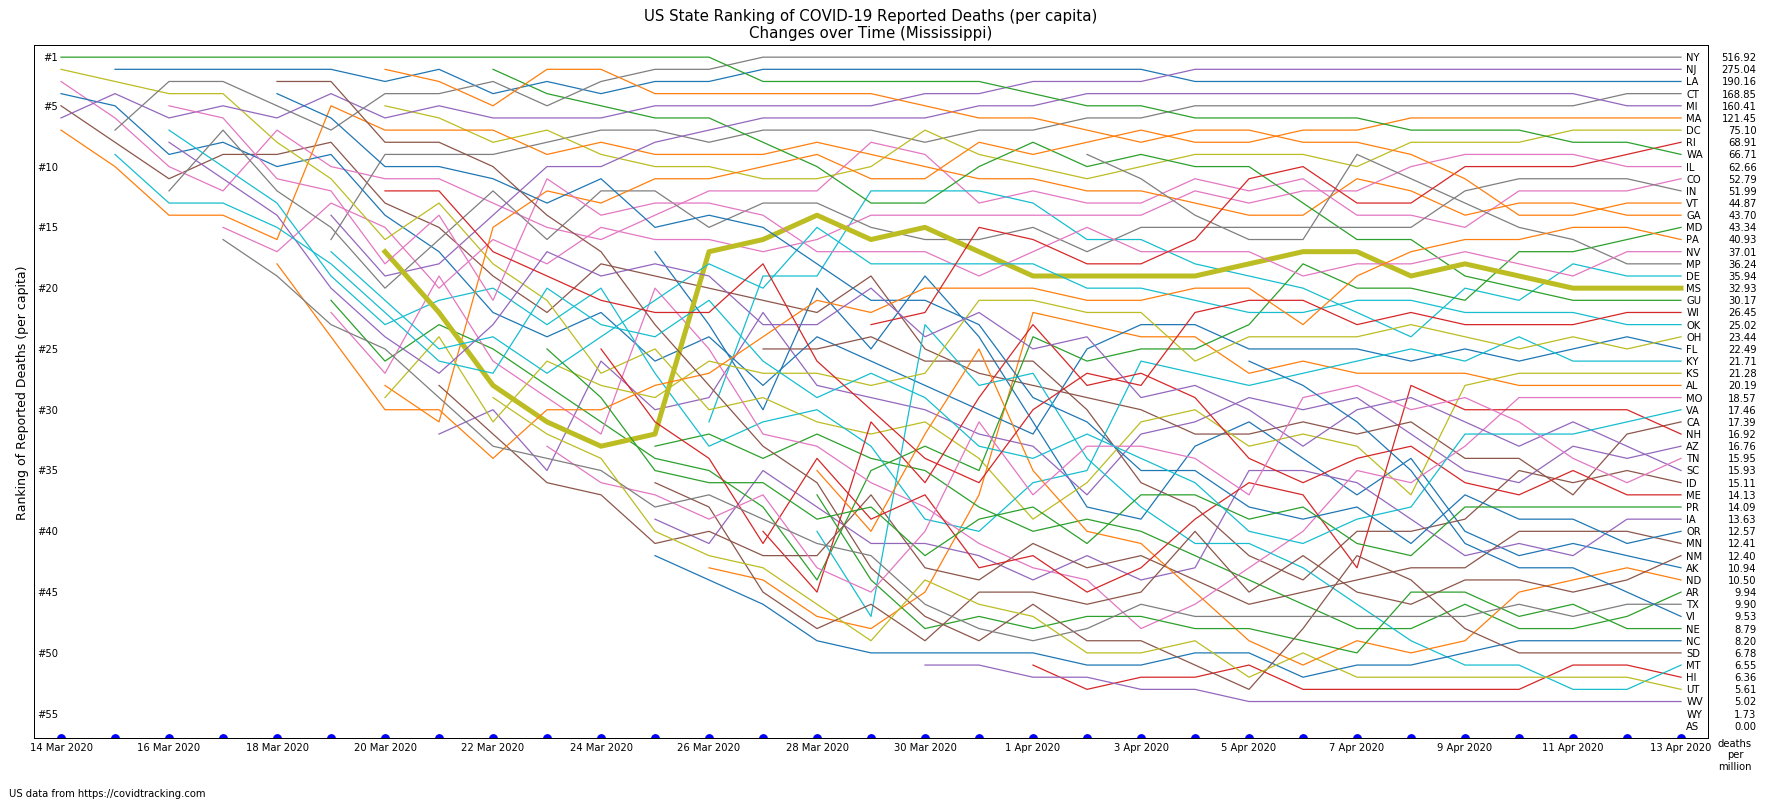 US State Ranking of COVID-19 Reported Deaths (per capita)
Changes over Time (Mississippi)
Ranking of Reported Deaths (per capita)
#1
#5
#10
#15
#20
#25
#30
#35
#40
#45
#50
#55
NY 516.92
NJ 275.04
LA 190.16
CT 168.85
MI 160.41
MA 121.45
DC 75.10
RI 68.91
WA 66.71
IL 62.66
CO 52.79
IN 51.99
VT 44.87
GA 43.70
MD 43.34
PA 40.93
NV 37.01
MP 36.24
DE 35.94
MS 32.93
GU 30.17
WI 26.45
OK 25.02
OH 23.44
FL 22.49
KY 21.71
KS 21.28
AL 20.19
MO 18.57
VA 17.46
CA 17.39
NH 16.92
AZ 16.76
TN 15.95
SC 15.93
ID 15.11
ME 14.13
PR 14.09
IA 13.63
OR 12.57
MN 12.41
NM 12.40
AK 10.94
ND 10.50
AR 9.94
TX 9.90
VI 9.53
NE 8.79
NC 8.20
SD 6.78
MT 6.55
HI 6.36
UT 5.61
WV 5.02
WY 1.73
AS 0.00
14 Mar 2020 16 Mar 2020 18 Mar 2020 20 Mar 2020 22 Mar 2020 24 Mar 2020 26 Mar 2020 28 Mar 2020 30 Mar 2020 1 Apr 2020 3 Apr 2020 5 Apr 2020 7 Apr 2020 9 Apr 2020 11 Apr 2020 13 Apr 2020
deaths
per
million
US data from https://covidtracking.com